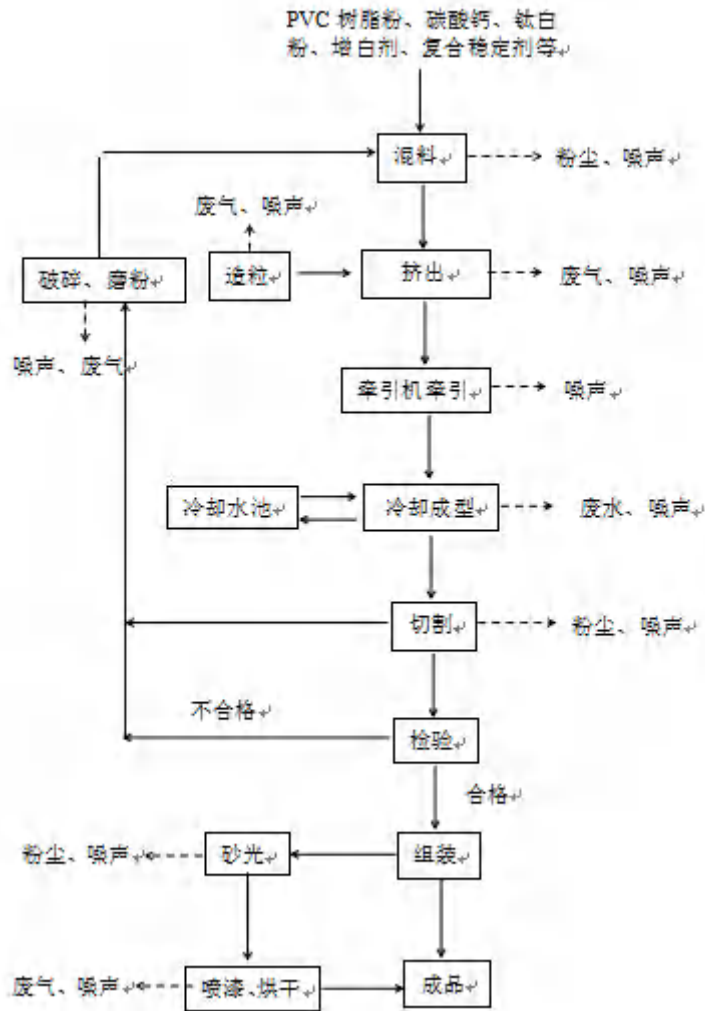 PVC 树脂粉、碳酸钙、钛白
粉、增白剂、复合稳定剂等
混料
粉尘、噪声
废气、噪声
破碎、磨粉
造粒
挤出
废气、噪声
噪声、废气
牵引机牵引
噪声
冷却水池
冷却成型
废水、噪声
切割
粉尘、噪声
不合格
检验
合格
粉尘、噪声
砂光
组装
废气、噪声
喷漆、烘干
成品